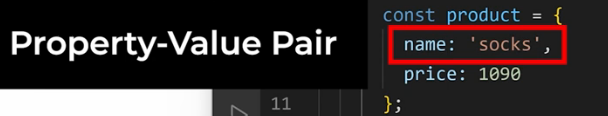 Property-Value Pair
const product = {
name: 'socks',
price: 1090
11 };